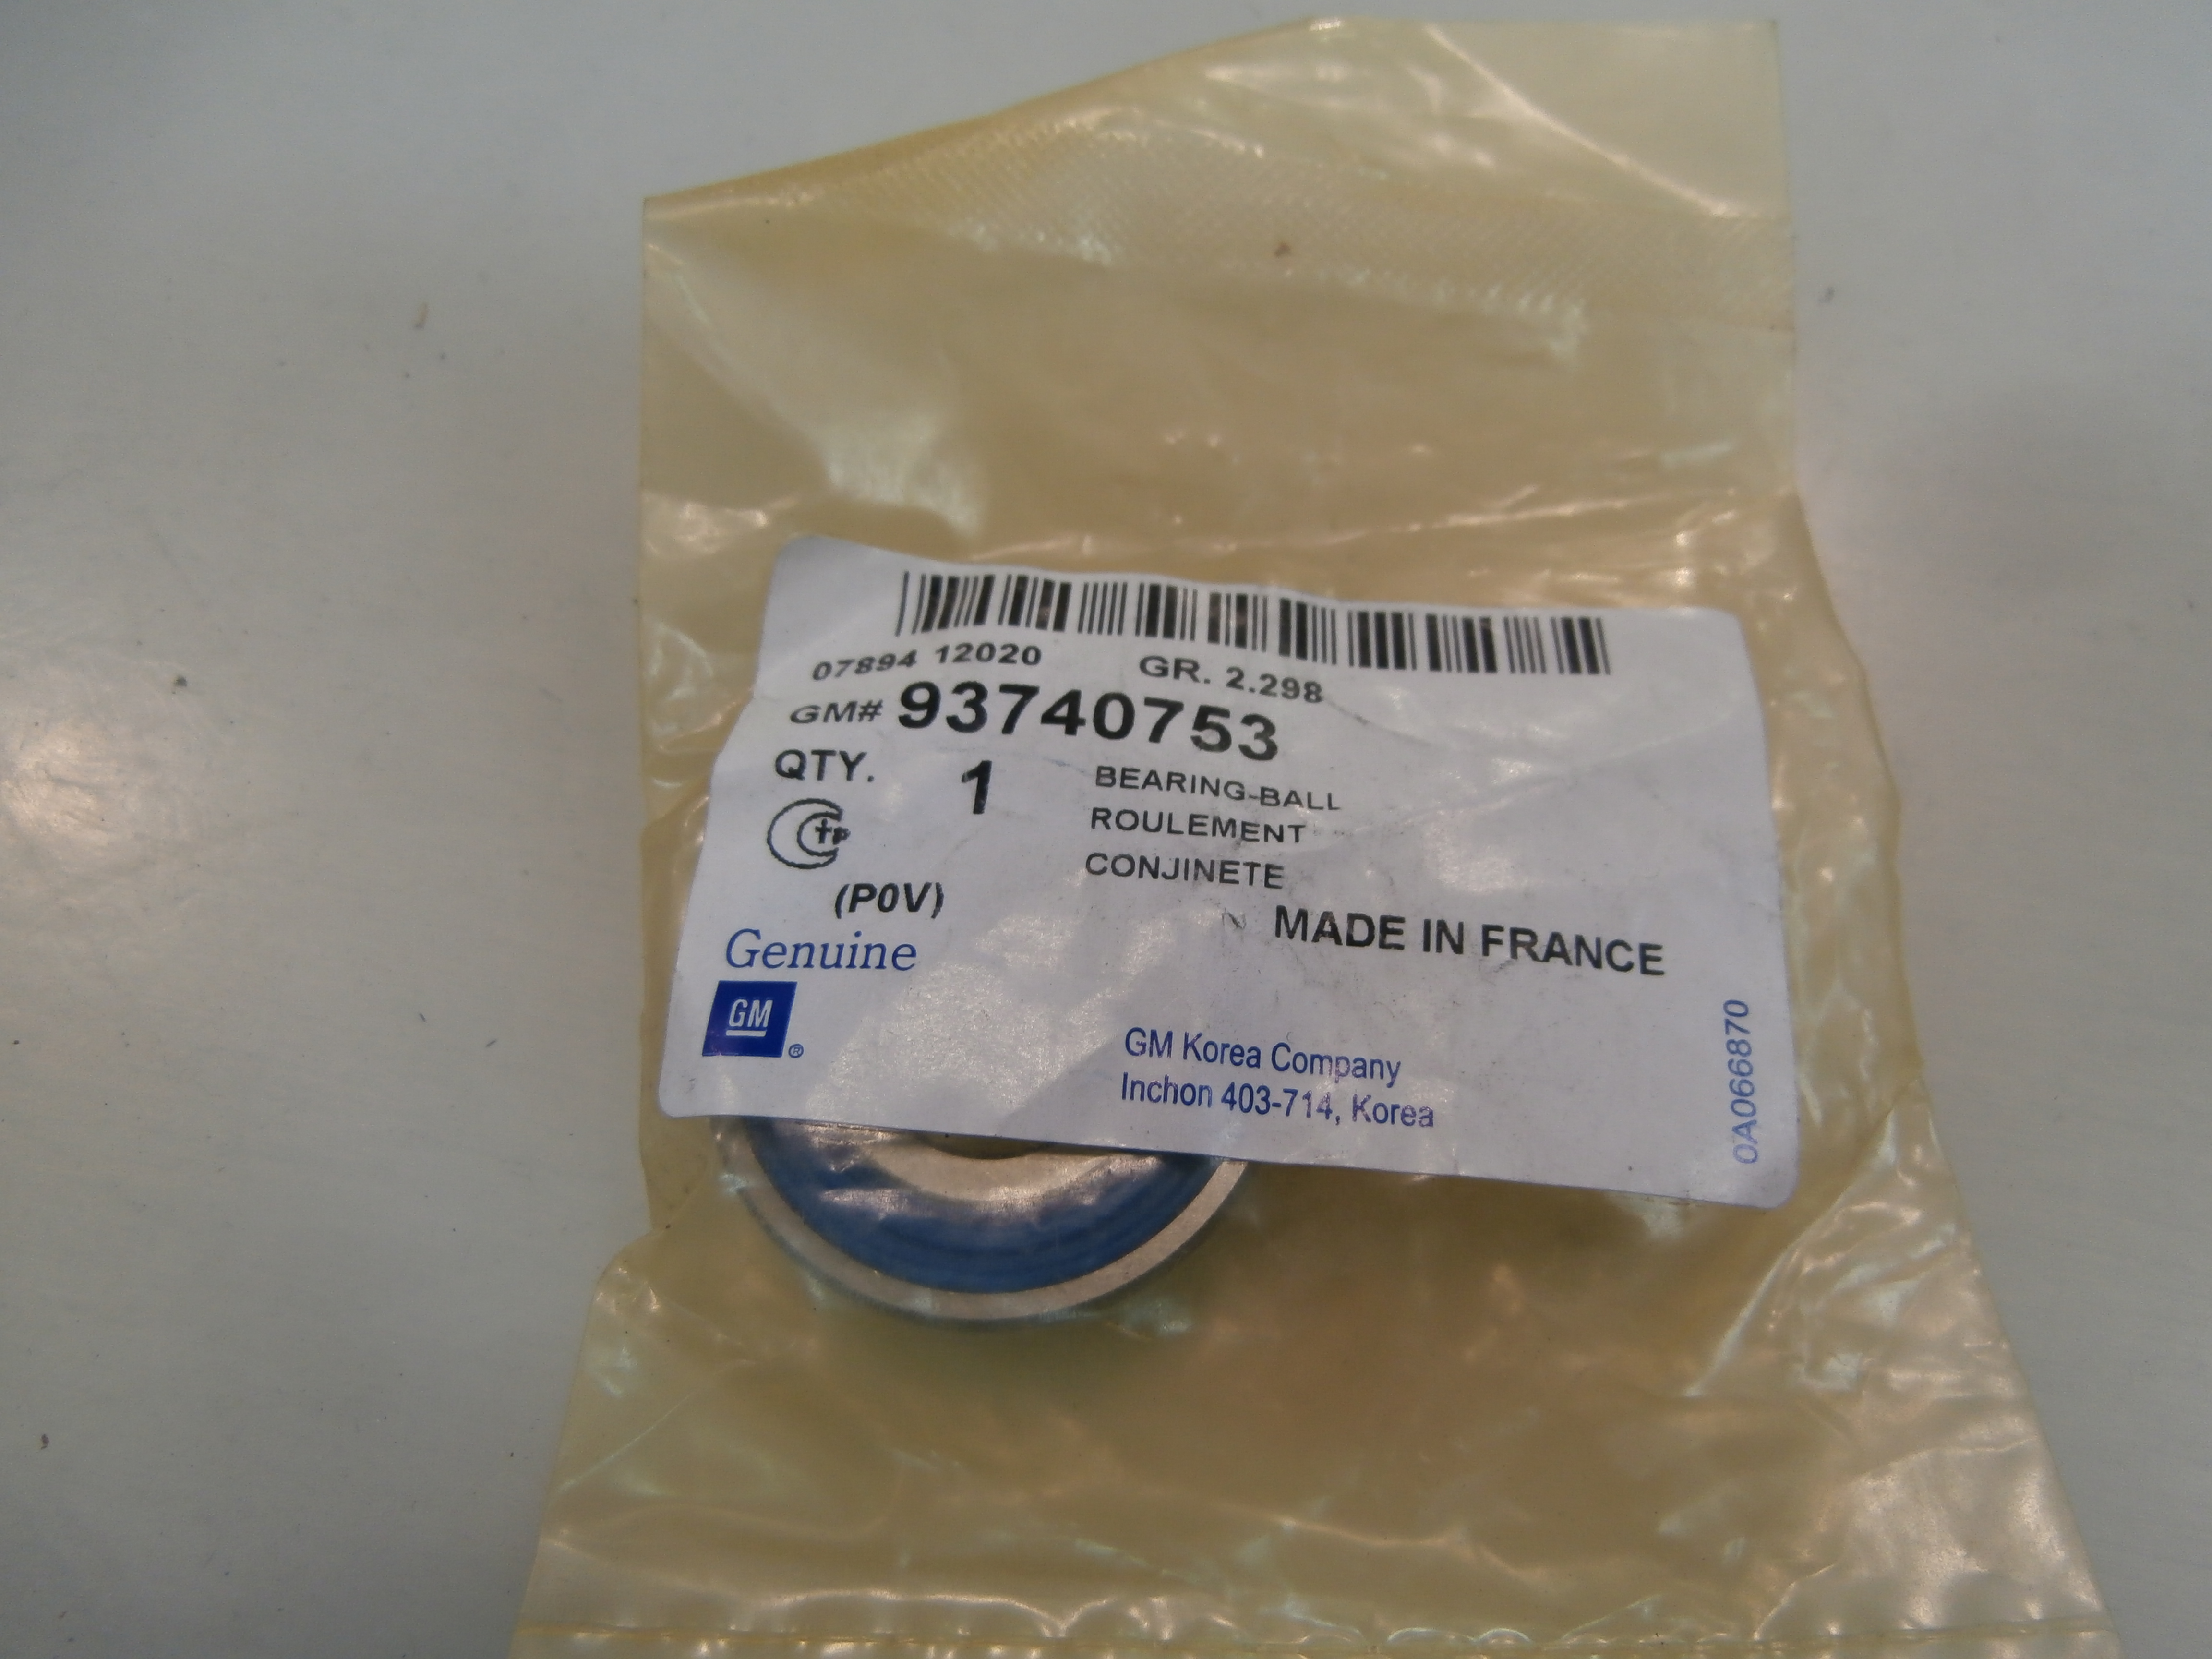 07894 12020 GR. 2.298
GM# 93740753
QTY. 1 BEARING-BALL
ROULEMENT
CONJINETE
(P0V)
MADE IN FRANCE
Genuine
GM ®
GM Korea Company
Inchon 403-714, Korea
0A066870